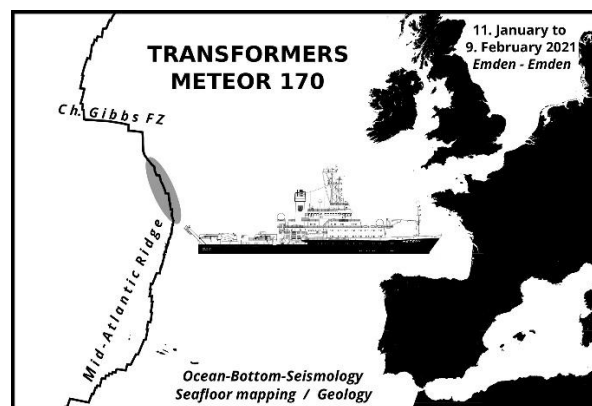 TRANSFORMERS
METEOR 170
11. January to
9. February 2021
Emden - Emden
Ch. Gibbs FZ
Mid-Atlantic Ridge
Ocean-Bottom-Seismology
Seafloor mapping / Geology